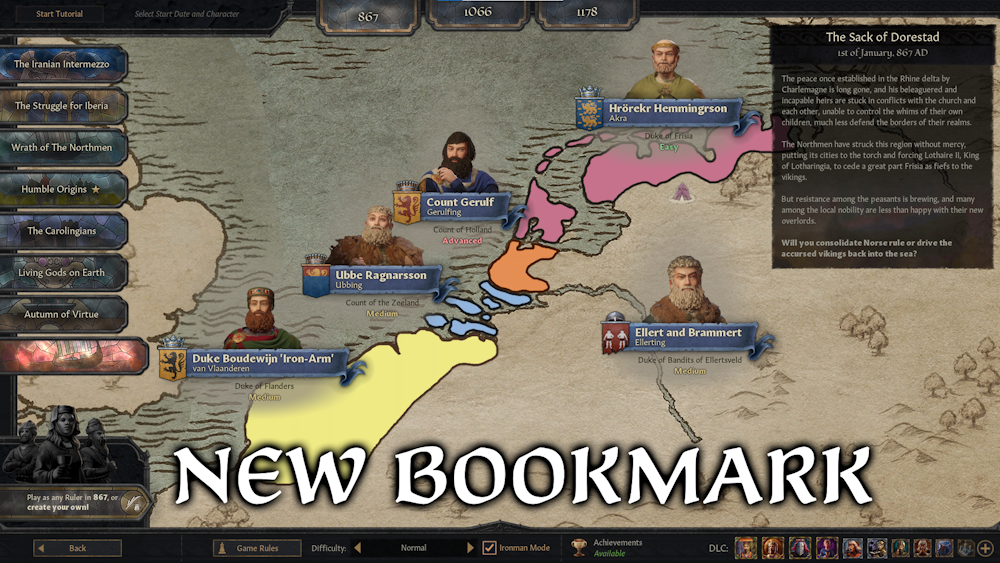 Start Tutorial
Select Start Date and Character
867
1066
1178
The Iranian Intermezzo
The Struggle for Iberia
Wrath of The Northmen
Humble Origins ★
The Carolingians
Living Gods on Earth
Autumn of Virtue
The Sack of Dorestad
1st of January, 867 AD
The peace once established in the Rhine delta by
Charlemagne is long gone, and his beleaguered and
incapable heirs are stuck in conflicts with the church and
each other, unable to control the whims of their own
children, much less defend the borders of their realms.
The Northmen have struck this region without mercy,
putting its cities to the torch and forcing Lothaire II, King
of Lotharingia, to cede a great part Frisia as fiefs to the
vikings.
But resistance among the peasants is brewing, and many
among the local nobility are less than happy with their new
overlords.
Will you consolidate Norse rule or drive the
accursed vikings back into the sea?
Hrörekr Hemmingrson
Akra
Duke of Frisia
Easy
Count Gerulf
Gerulfing
Count of Holland
Advanced
Ubbe Ragnarsson
Ubbing
Count of the Zeeland
Medium
Ellert and Brammert
Ellerting
Duke of Bandits of Ellertsveld
Medium
Duke Boudewijn 'Iron-Arm'
van Vlaanderen
Duke of Flanders
Medium
NEW BOOKMARK
Play as any Ruler in 867, or
create your own!
Back
Game Rules
Difficulty:
Normal
Ironman Mode
Achievements
Available
DLC: